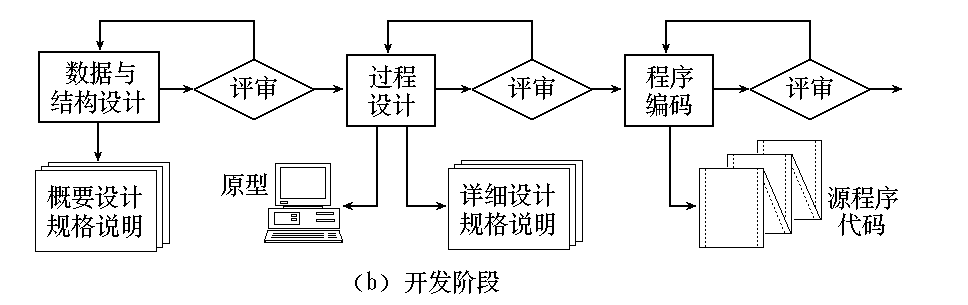 数据与
结构设计
评审
过程
设计
评审
程序
编码
评审
概要设计
规格说明
原型
详细设计
规格说明
源程序
代码
（b）开发阶段